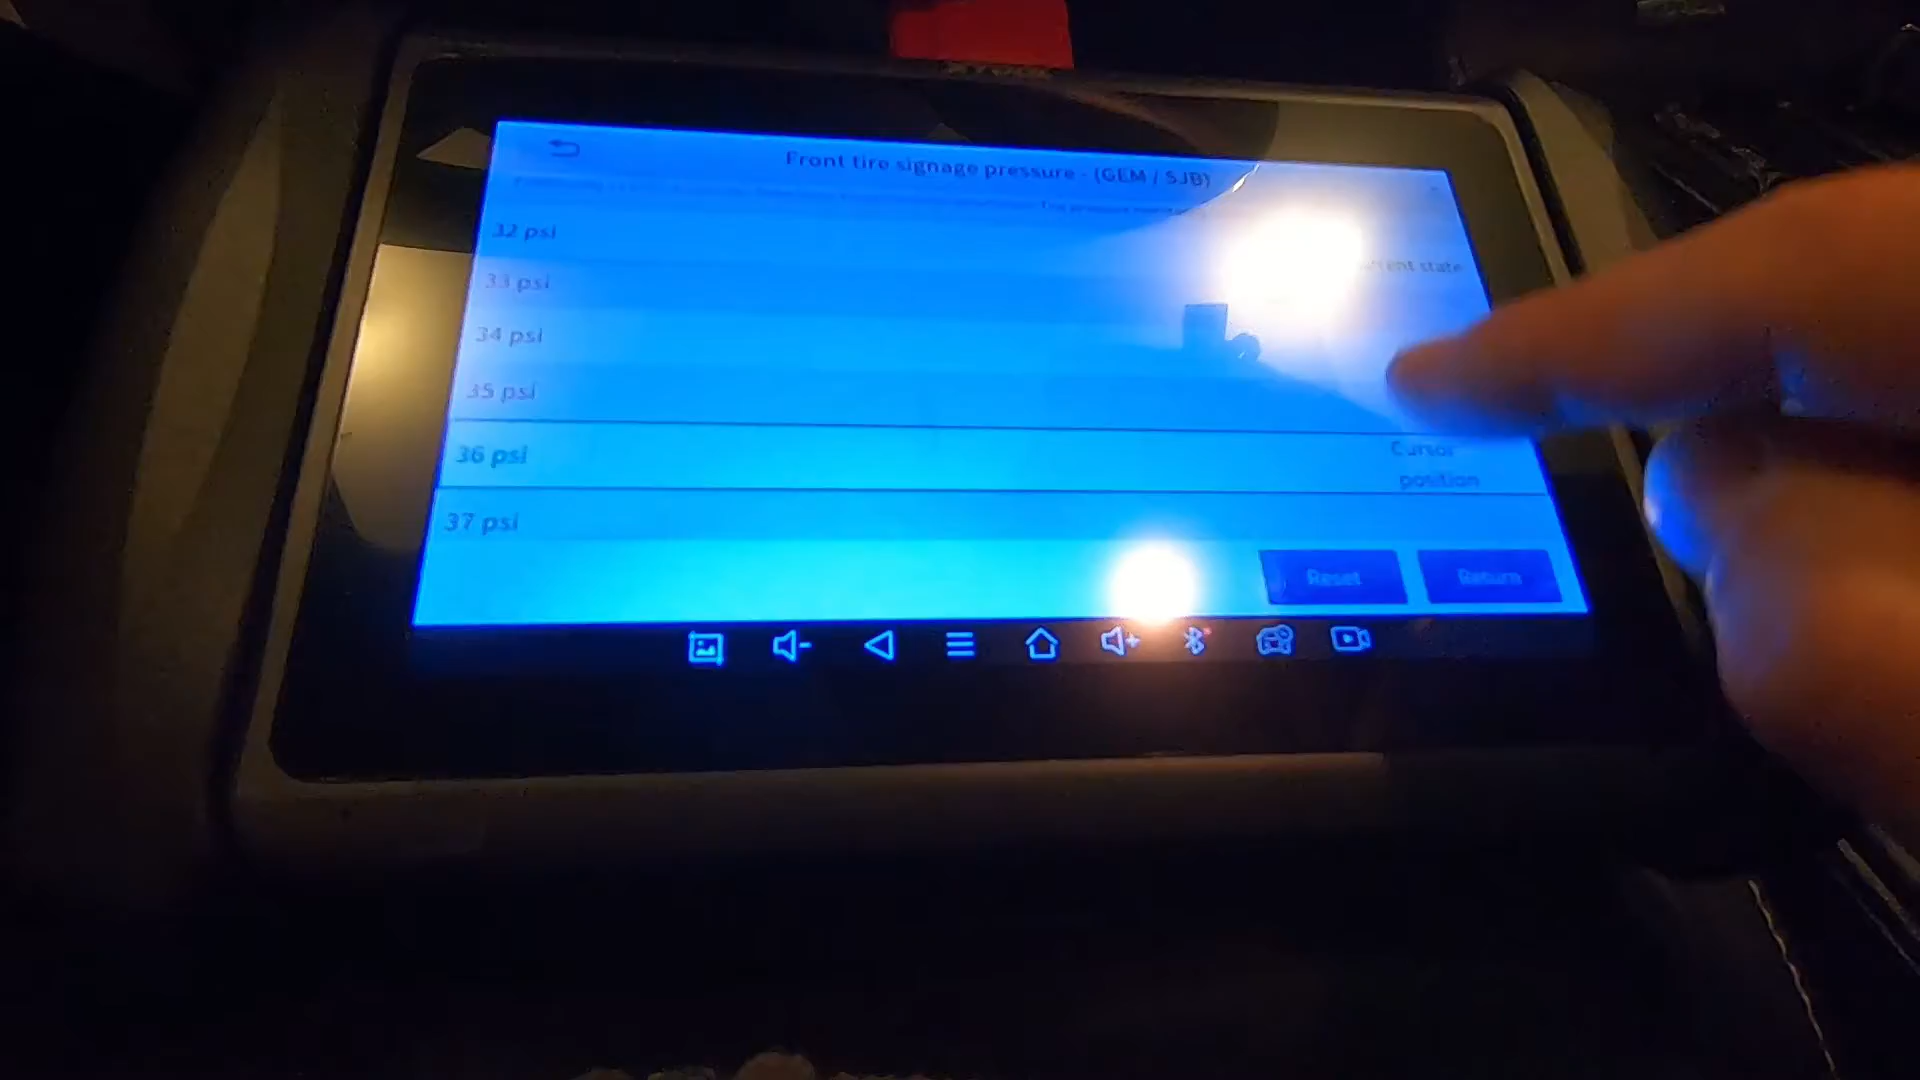 Front tire signage pressure - (GEM / SJB)
32 psi
33 psi
state
34 psi
35 psi
36 psi
Cursor
position
37 psi
Reset
Return